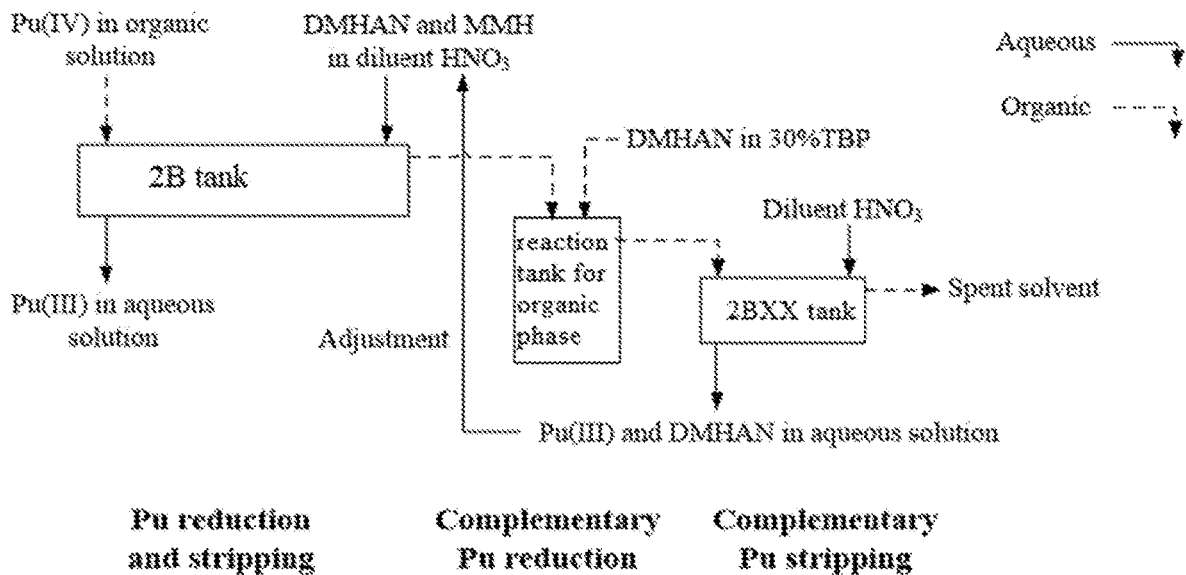 Pu(IV) in organic
solution
DMHAN and MMH
in diluent HNO₃
Aqueous
Organic
2B tank
DMHAN in 30%TBP
Diluent HNO₃
reaction
tank for
organic
phase
2BXX tank
Spent solvent
Pu(III) in aqueous
solution
Adjustment
Pu(III) and DMHAN in aqueous solution
Pu reduction
and stripping
Complementary
Pu reduction
Complementary
Pu stripping